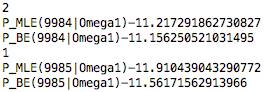 2
P_MLE(9984|Omega1)-11.217291862730827
P_BE(9984|Omega1)-11.156250521031495
1
P_MLE(9985|Omega1)-11.910439043290772
P_BE(9985|Omega1)-11.56171562913966